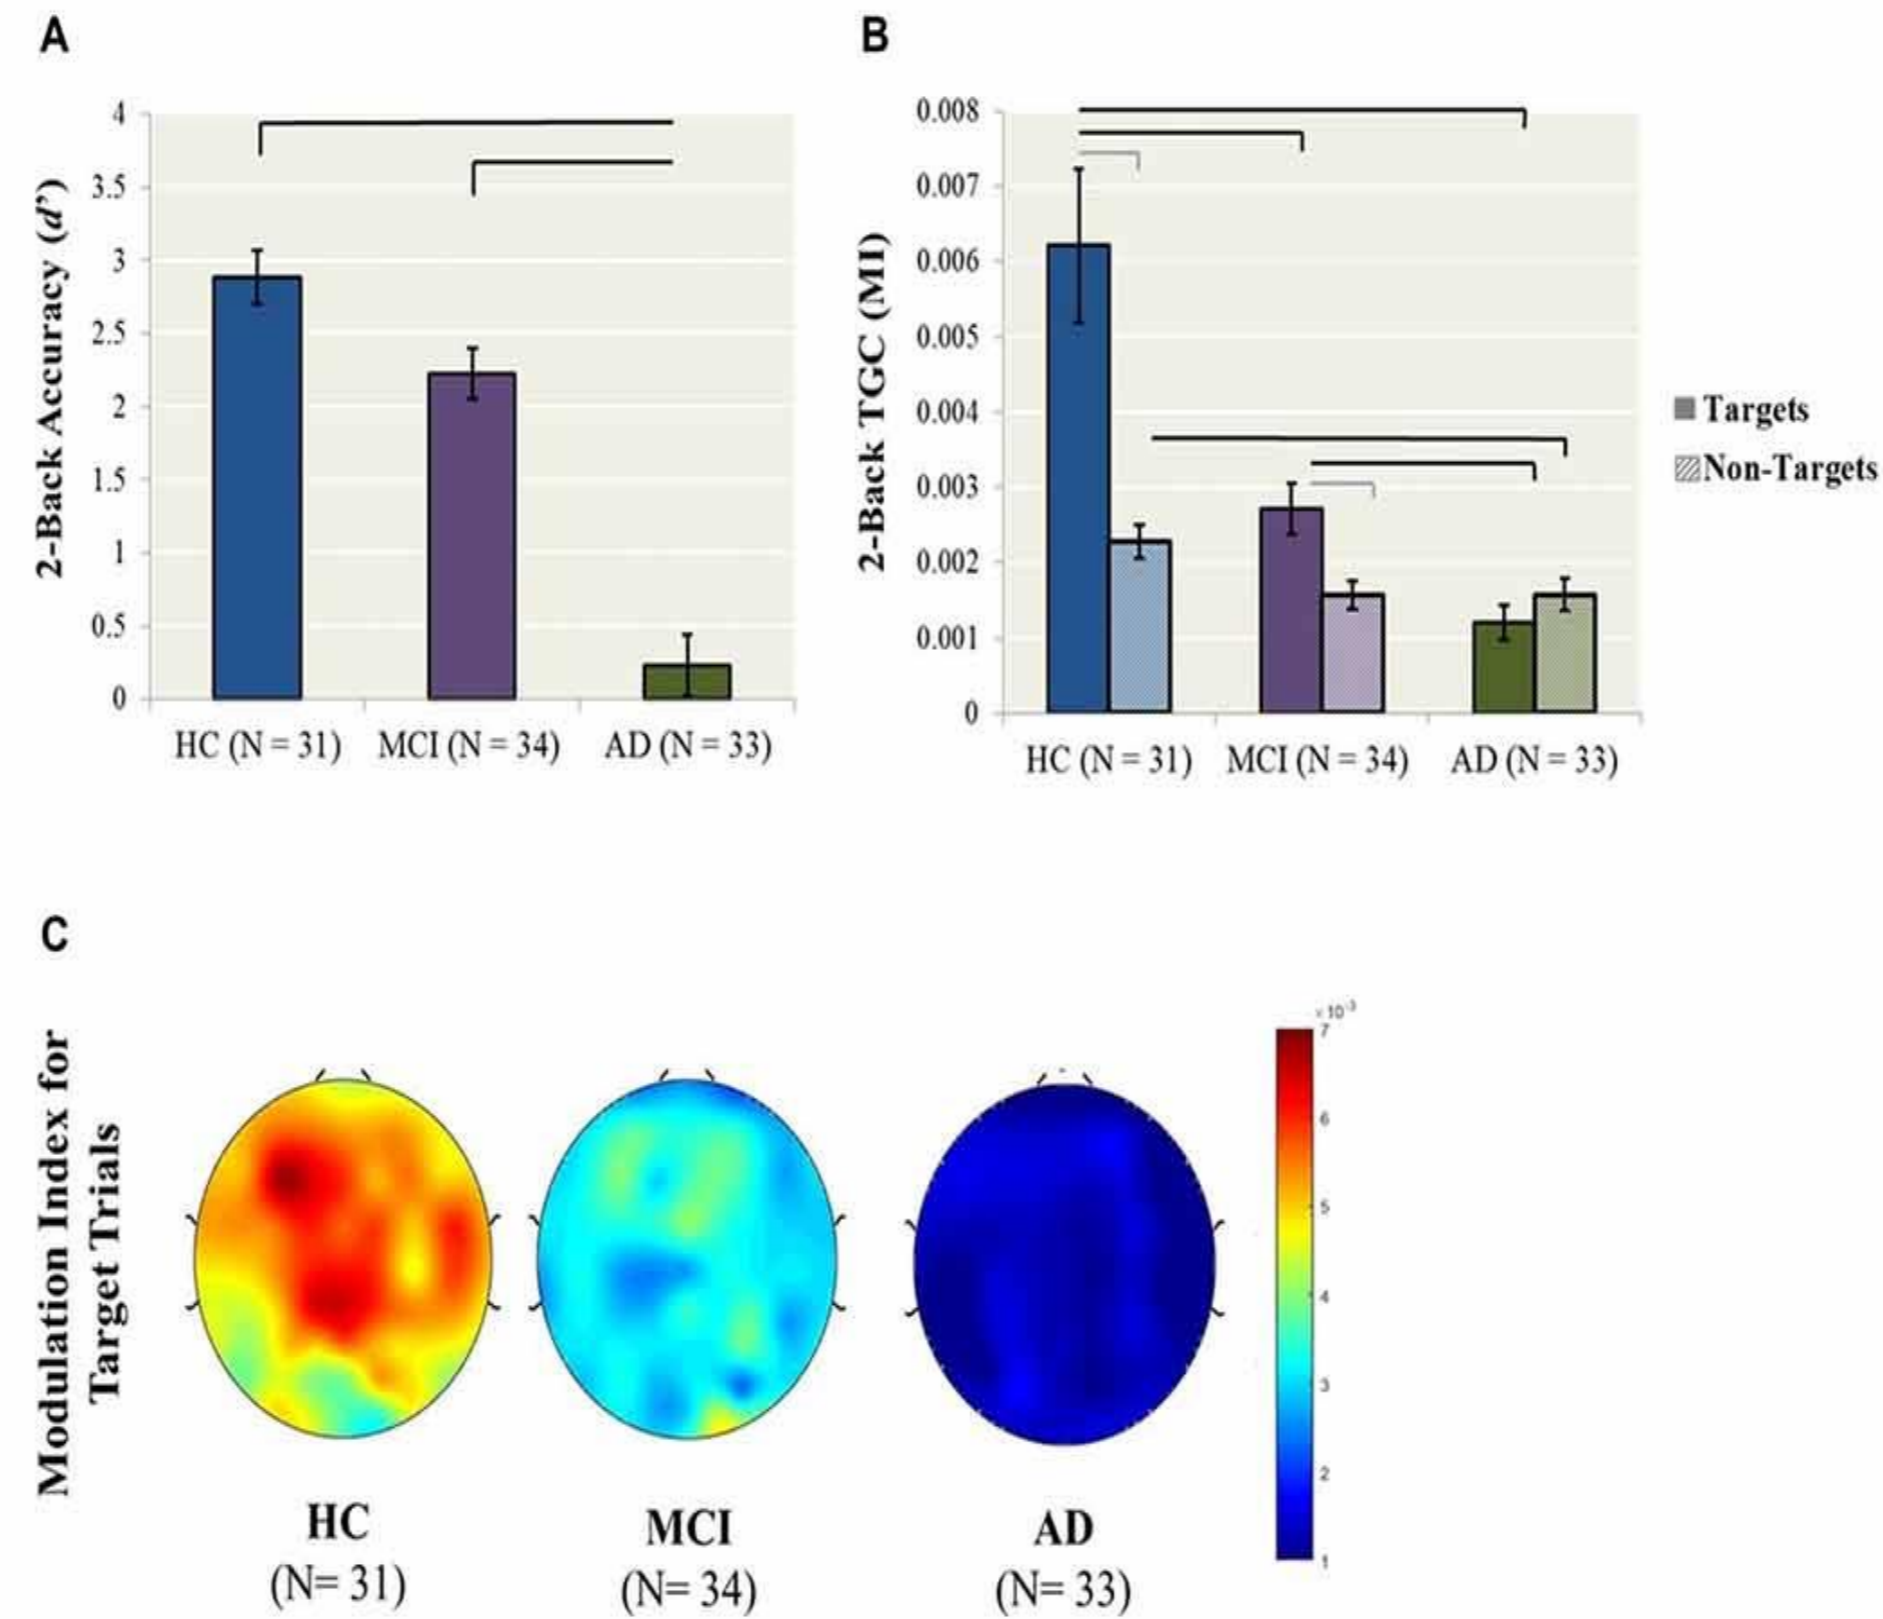 A
2-Back Accuracy (d’)
4
3.5
3
2.5
2
1.5
1
0.5
0
HC (N = 31)
MCI (N = 34)
AD (N = 33)
B
2-Back TGC (MI)
0.008
0.007
0.006
0.005
0.004
0.003
0.002
0.001
0
HC (N = 31)
MCI (N = 34)
AD (N = 33)
Targets
Non-Targets
C
Modulation Index for
Target Trials
HC
(N= 31)
MCI
(N= 34)
AD
(N= 33)
×10⁻³
7
6
5
4
3
2
1